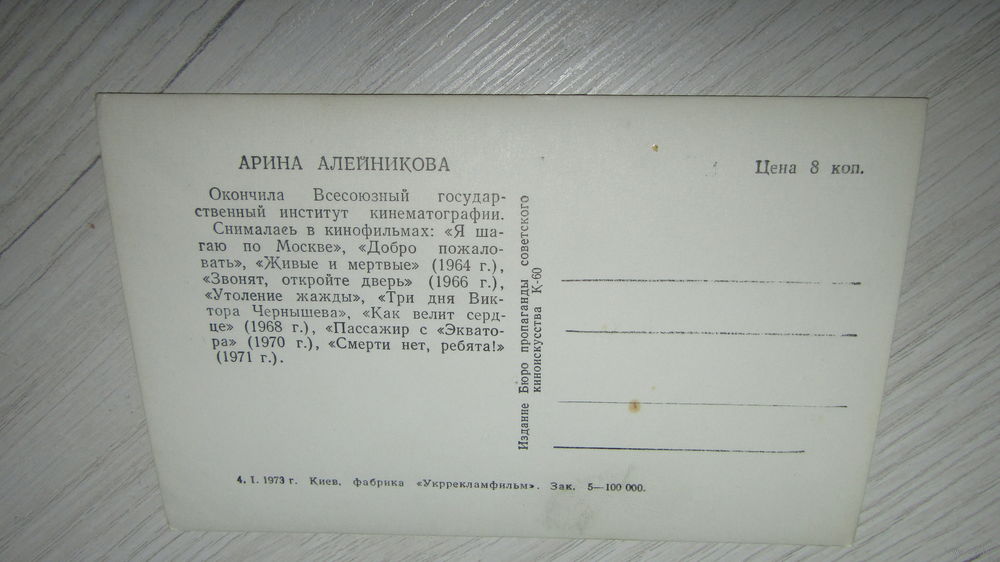 АРИНА АЛЕЙНИКОВА
Окончила Всесоюзный государ-
ственный институт кинематографии.
Снималась в кинофильмах: «Я ша-
гаю по Москве», «Добро пожало-
вать», «Живые и мертвые» (1964 г.),
«Звонят, откройте дверь» (1966 г.),
«Утоление жажды», «Три дня Вик-
тора Чернышева», «Как велит серд-
це» (1968 г.), «Пассажир с «Эквато-
ра» (1970 г.), «Смерти нет, ребята!»
(1971 г.).
Издание Бюро пропаганды советского
киноискусства К-60
Цена 8 коп.
4. I. 1973 г. Киев. фабрика «Укррекламфильм». Зак. 5—100 000.